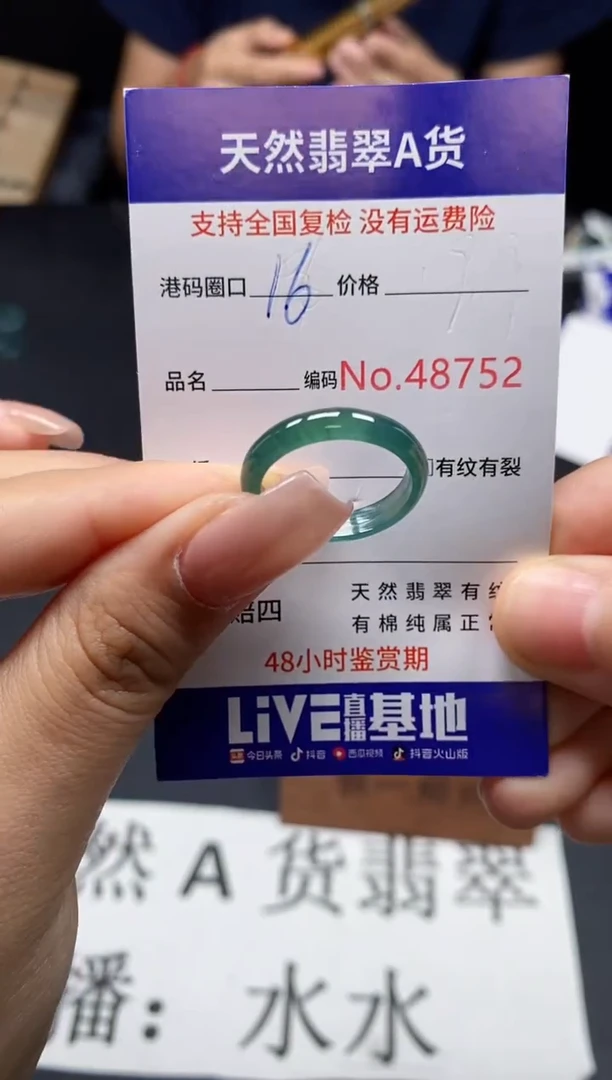 天然翡翠A货
支持全国复检 没有运费险
港码圈口 16 价格
品名 编码 No.48752
有纹有裂
赔四
天然翡翠有
有棉纯属正
48小时鉴赏期
LiVE直播基地
今日头条 抖音 西瓜视频 抖音火山版
然A货翡翠
播：水水